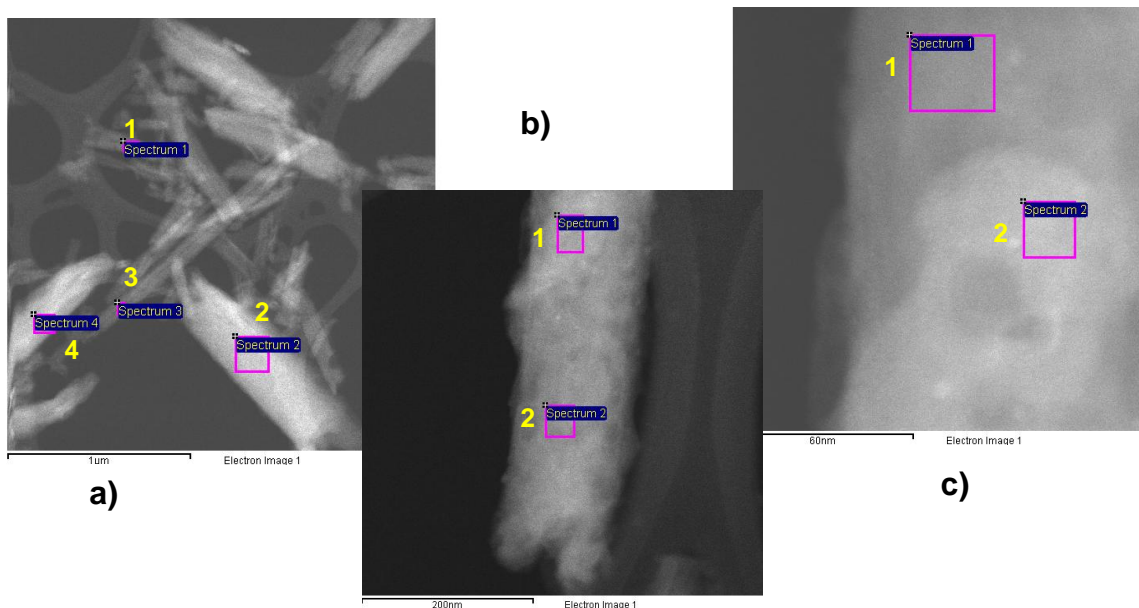 1
Spectrum 1
3
Spectrum 3
2
Spectrum 4
Spectrum 2
4
1um
Electron Image 1
a)
b)
Spectrum 1
1
2
Spectrum 2
200nm
Electron Image 1
Spectrum 1
1
Spectrum 2
2
60nm
Electron Image 1
c)